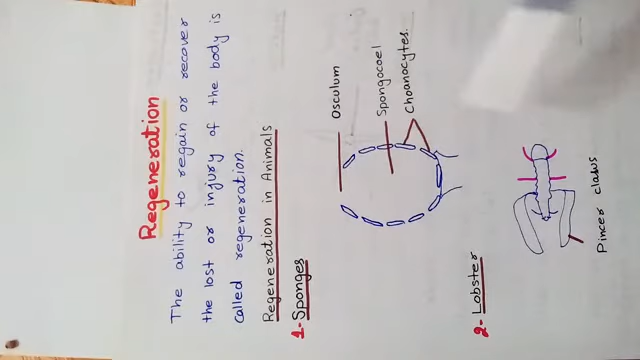 Regeneration
The ability to regain or recover
the lost or injury of the body is
called regeneration.
Regeneration in Animals
1- Sponges
Osculum
Spongocoel
Choanocytes.
2- Lobster
Pincer claws